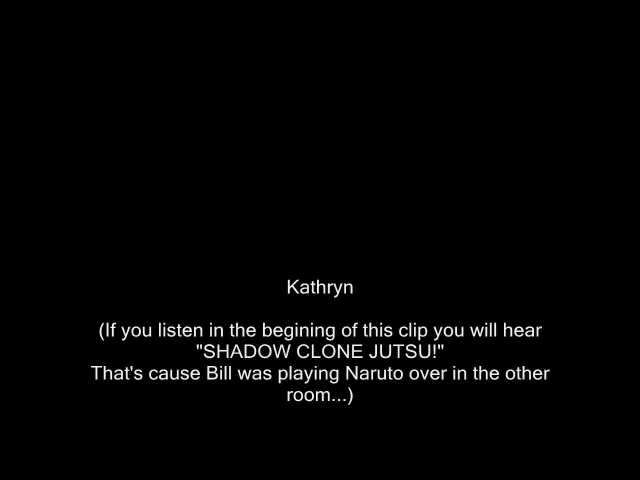 Kathryn
(If you listen in the begining of this clip you will hear
"SHADOW CLONE JUTSU!"
That's cause Bill was playing Naruto over in the other
room...)